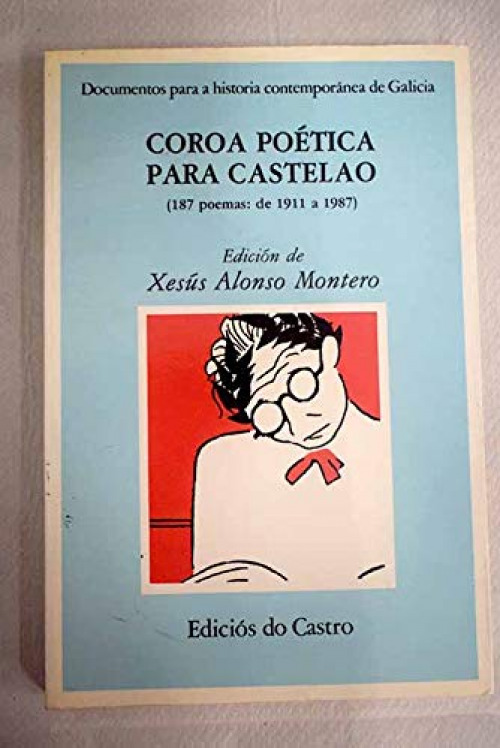 Documentos para a historia contemporánea de Galicia
COROA POÉTICA
PARA CASTELAO
(187 poemas: de 1911 a 1987)
Edición de
Xesús Alonso Montero
Ediciós do Castro